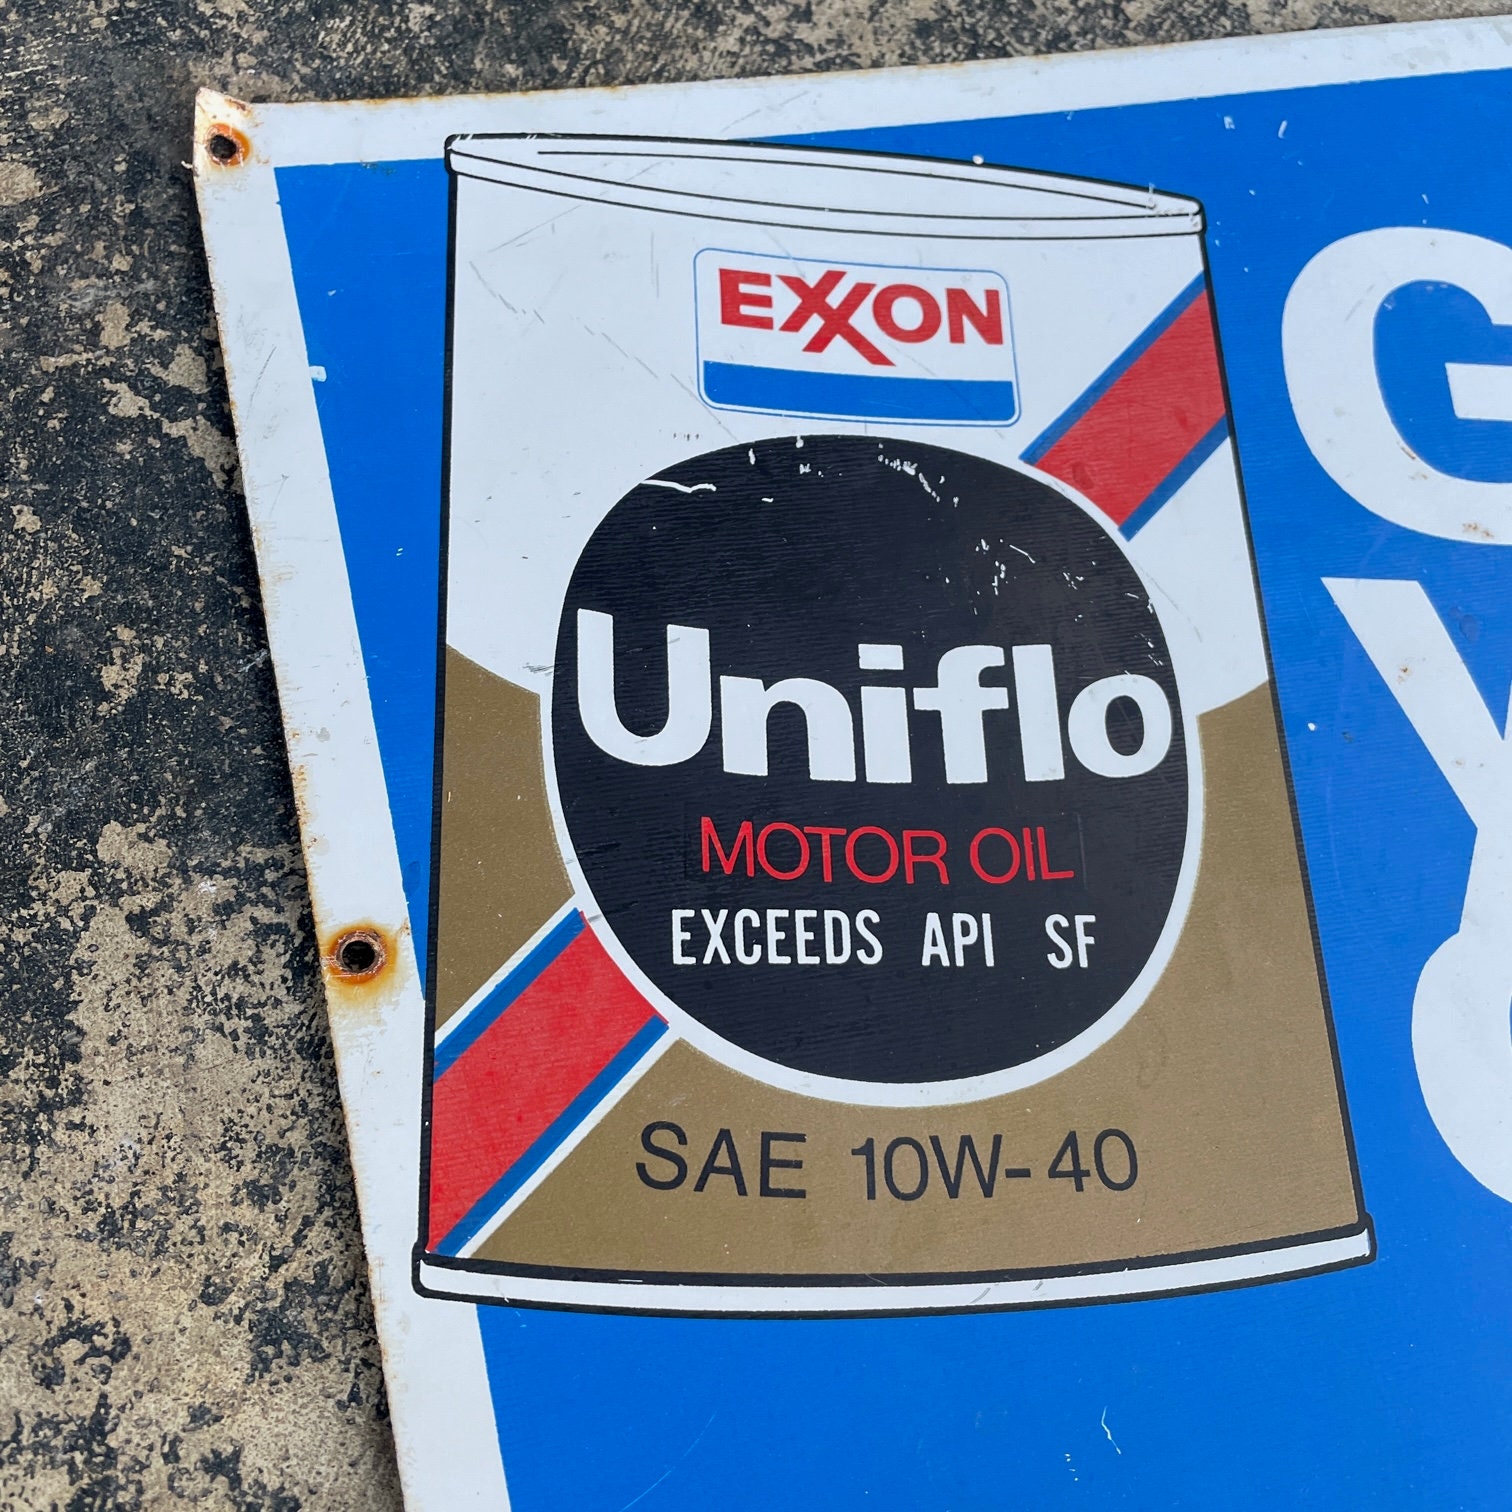 EXXON
Uniflo
MOTOR OIL
EXCEEDS API SF
SAE 10W-40
G